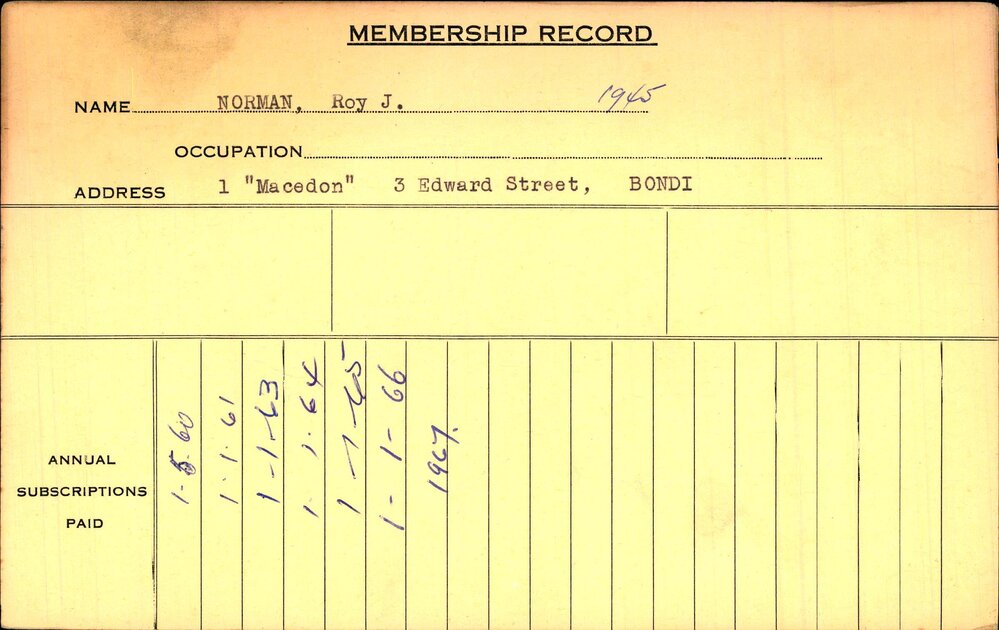 MEMBERSHIP RECORD
NAME NORMAN, Roy J. 1945
OCCUPATION
ADDRESS 1 "Macedon" 3 Edward Street, BONDI
ANNUAL
SUBSCRIPTIONS
PAID
1-5.60
1.1.61
1-1-63
1.1.64
1-1-65
1-1-66
1967.